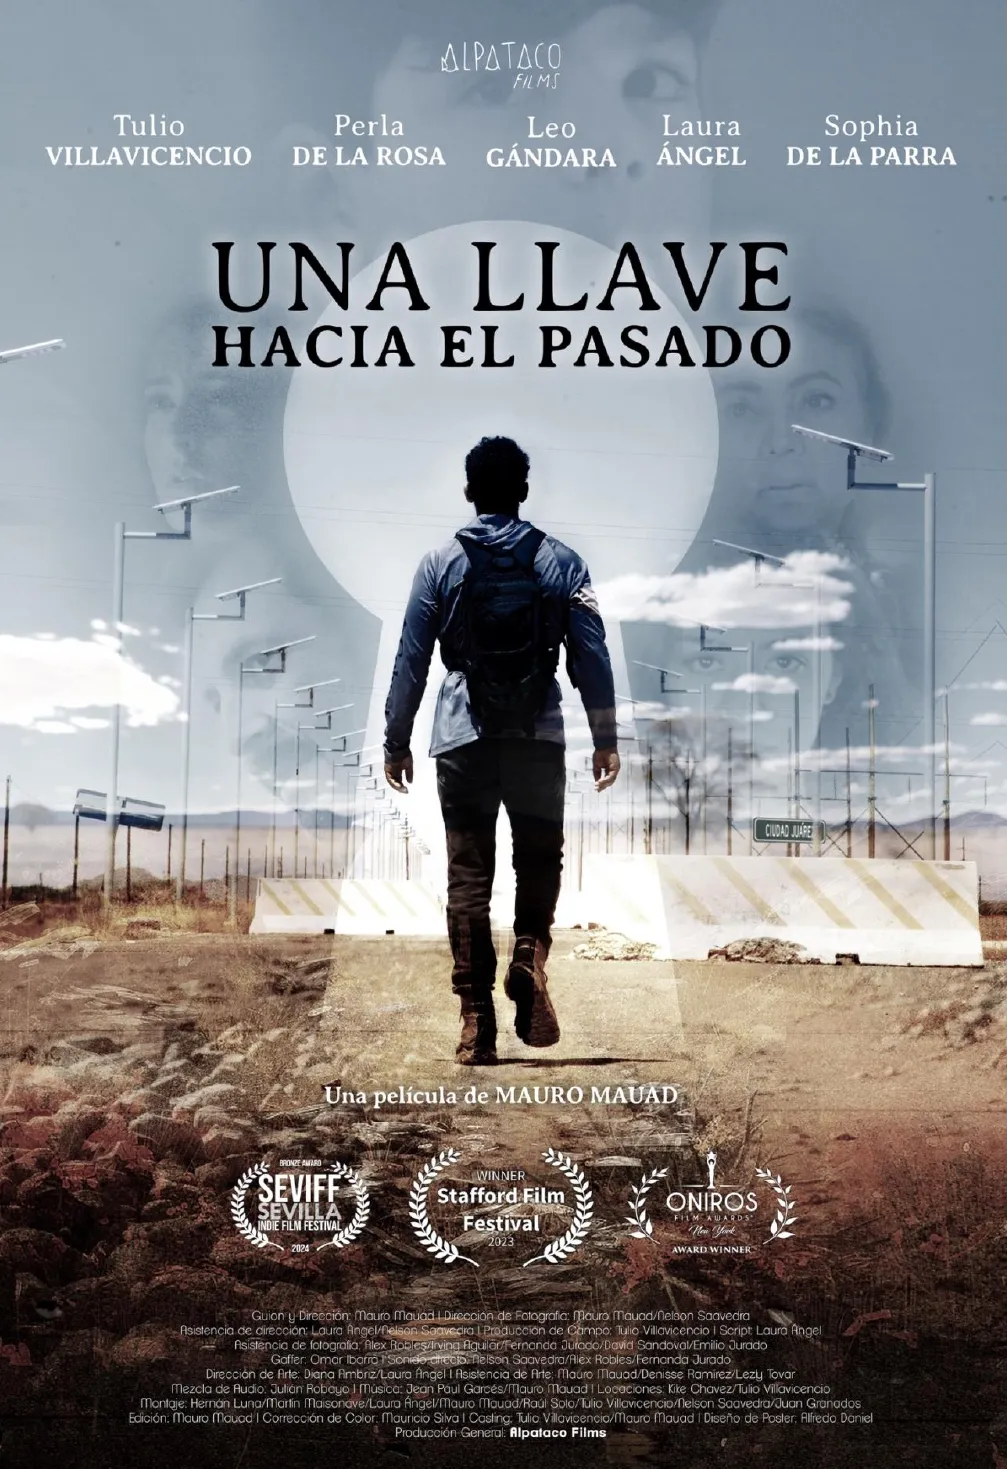 ALPATACO
FILMS
Tulio
VILLAVICENCIO
Perla
DE LA ROSA
Leo
GÁNDARA
Laura
ÁNGEL
Sophia
DE LA PARRA
UNA LLAVE
HACIA EL PASADO
CIUDAD JUÁRE
Una película de MAURO MAUAD
BRONZE AWARD
SEVIFF
SEVILLA
INDIE FILM FESTIVAL
2024
WINNER
Stafford Film
Festival
2023
ONIROS
FILM AWARDS®
New York
AWARD WINNER
Guion y Dirección: Mauro Mauad | Dirección de Fotografía: Mauro Mauad/Nelson Saavedra
Asistencia de dirección: Laura Ángel/Nelson Saavedra | Producción de Campo: Tulio Villavicencio | Script: Laura Ángel
Asistencia de fotografía: Alex Robles/Irving Aguilar/Fernanda Jurado/David Sandoval/Emilio Jurado
Gaffer: Omar Ibarra | Sonido directo: Nelson Saavedra/Alex Robles/Fernanda Jurado
Dirección de Arte: Diana Ambriz/Laura Ángel | Asistencia de Arte: Mauro Mauad/Denisse Ramírez/Lezly Tovar
Mezcla de Audio: Julián Robayo | Música: Jean Paul Garcés/Mauro Mauad | Locaciones: Kike Chavez/Tulio Villavicencio
Montaje: Hernán Luna/Martín Maisonave/Laura Ángel/Mauro Mauad/Raúl Soto/Tulio Villavicencio/Nelson Saavedra/Juan Granados
Edición: Mauro Mauad | Corrección de Color: Mauricio Silva | Casting: Tulio Villavicencio/Mauro Mauad | Diseño de Poster: Alfredo Daniel
Producción General: Alpataco Films